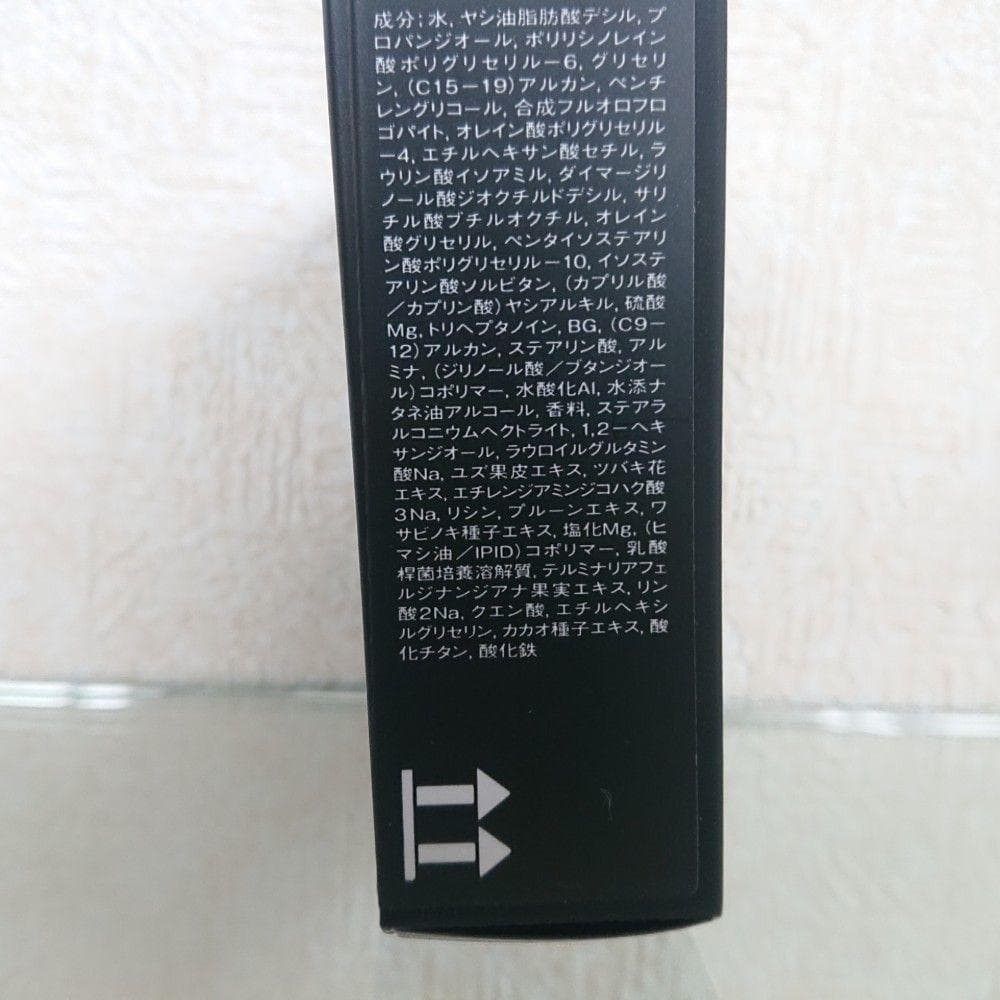 成分;水, ヤシ油脂肪酸デシル, プ
ロパンジオール, ポリリシノレイン
酸ポリグリセリル−6, グリセリ
ン, (C15−19)アルカン, ペンチ
レングリコール, 合成フルオロフロ
ゴパイト, オレイン酸ポリグリセリル
−4, エチルヘキサン酸セチル, ラ
ウリン酸イソアミル, ダイマージリ
ノール酸ジオクチルドデシル, サリ
チル酸ブチルオクチル, オレイン
酸グリセリル, ペンタイソステアリ
ン酸ポリグリセリル−10, イソステ
アリン酸ソルビタン, (カプリル酸
/カプリン酸)ヤシアルキル, 硫酸
Mg, トリヘプタノイン, BG, (C9−
12)アルカン, ステアリン酸, アル
ミナ, (ジリノール酸/ブタンジオー
ル)コポリマー, 水酸化Al, 水添ナ
タネ油アルコール, 香料, ステアラ
ルコニウムヘクトライト, 1,2−ヘキ
サンジオール, ラウロイルグルタミン
酸Na, ユズ果皮エキス, ツバキ花
エキス, エチレンジアミンジコハク酸
3Na, リシン, プルーンエキス, ワ
サビノキ種子エキス, 塩化Mg, (ヒ
マシ油/IPDI)コポリマー, 乳酸
桿菌培養溶解質, テルミナリアフェ
ルジナンジアナ果実エキス, リン
酸2Na, クエン酸, エチルヘキシ
ルグリセリン, カカオ種子エキス, 酸
化チタン, 酸化鉄